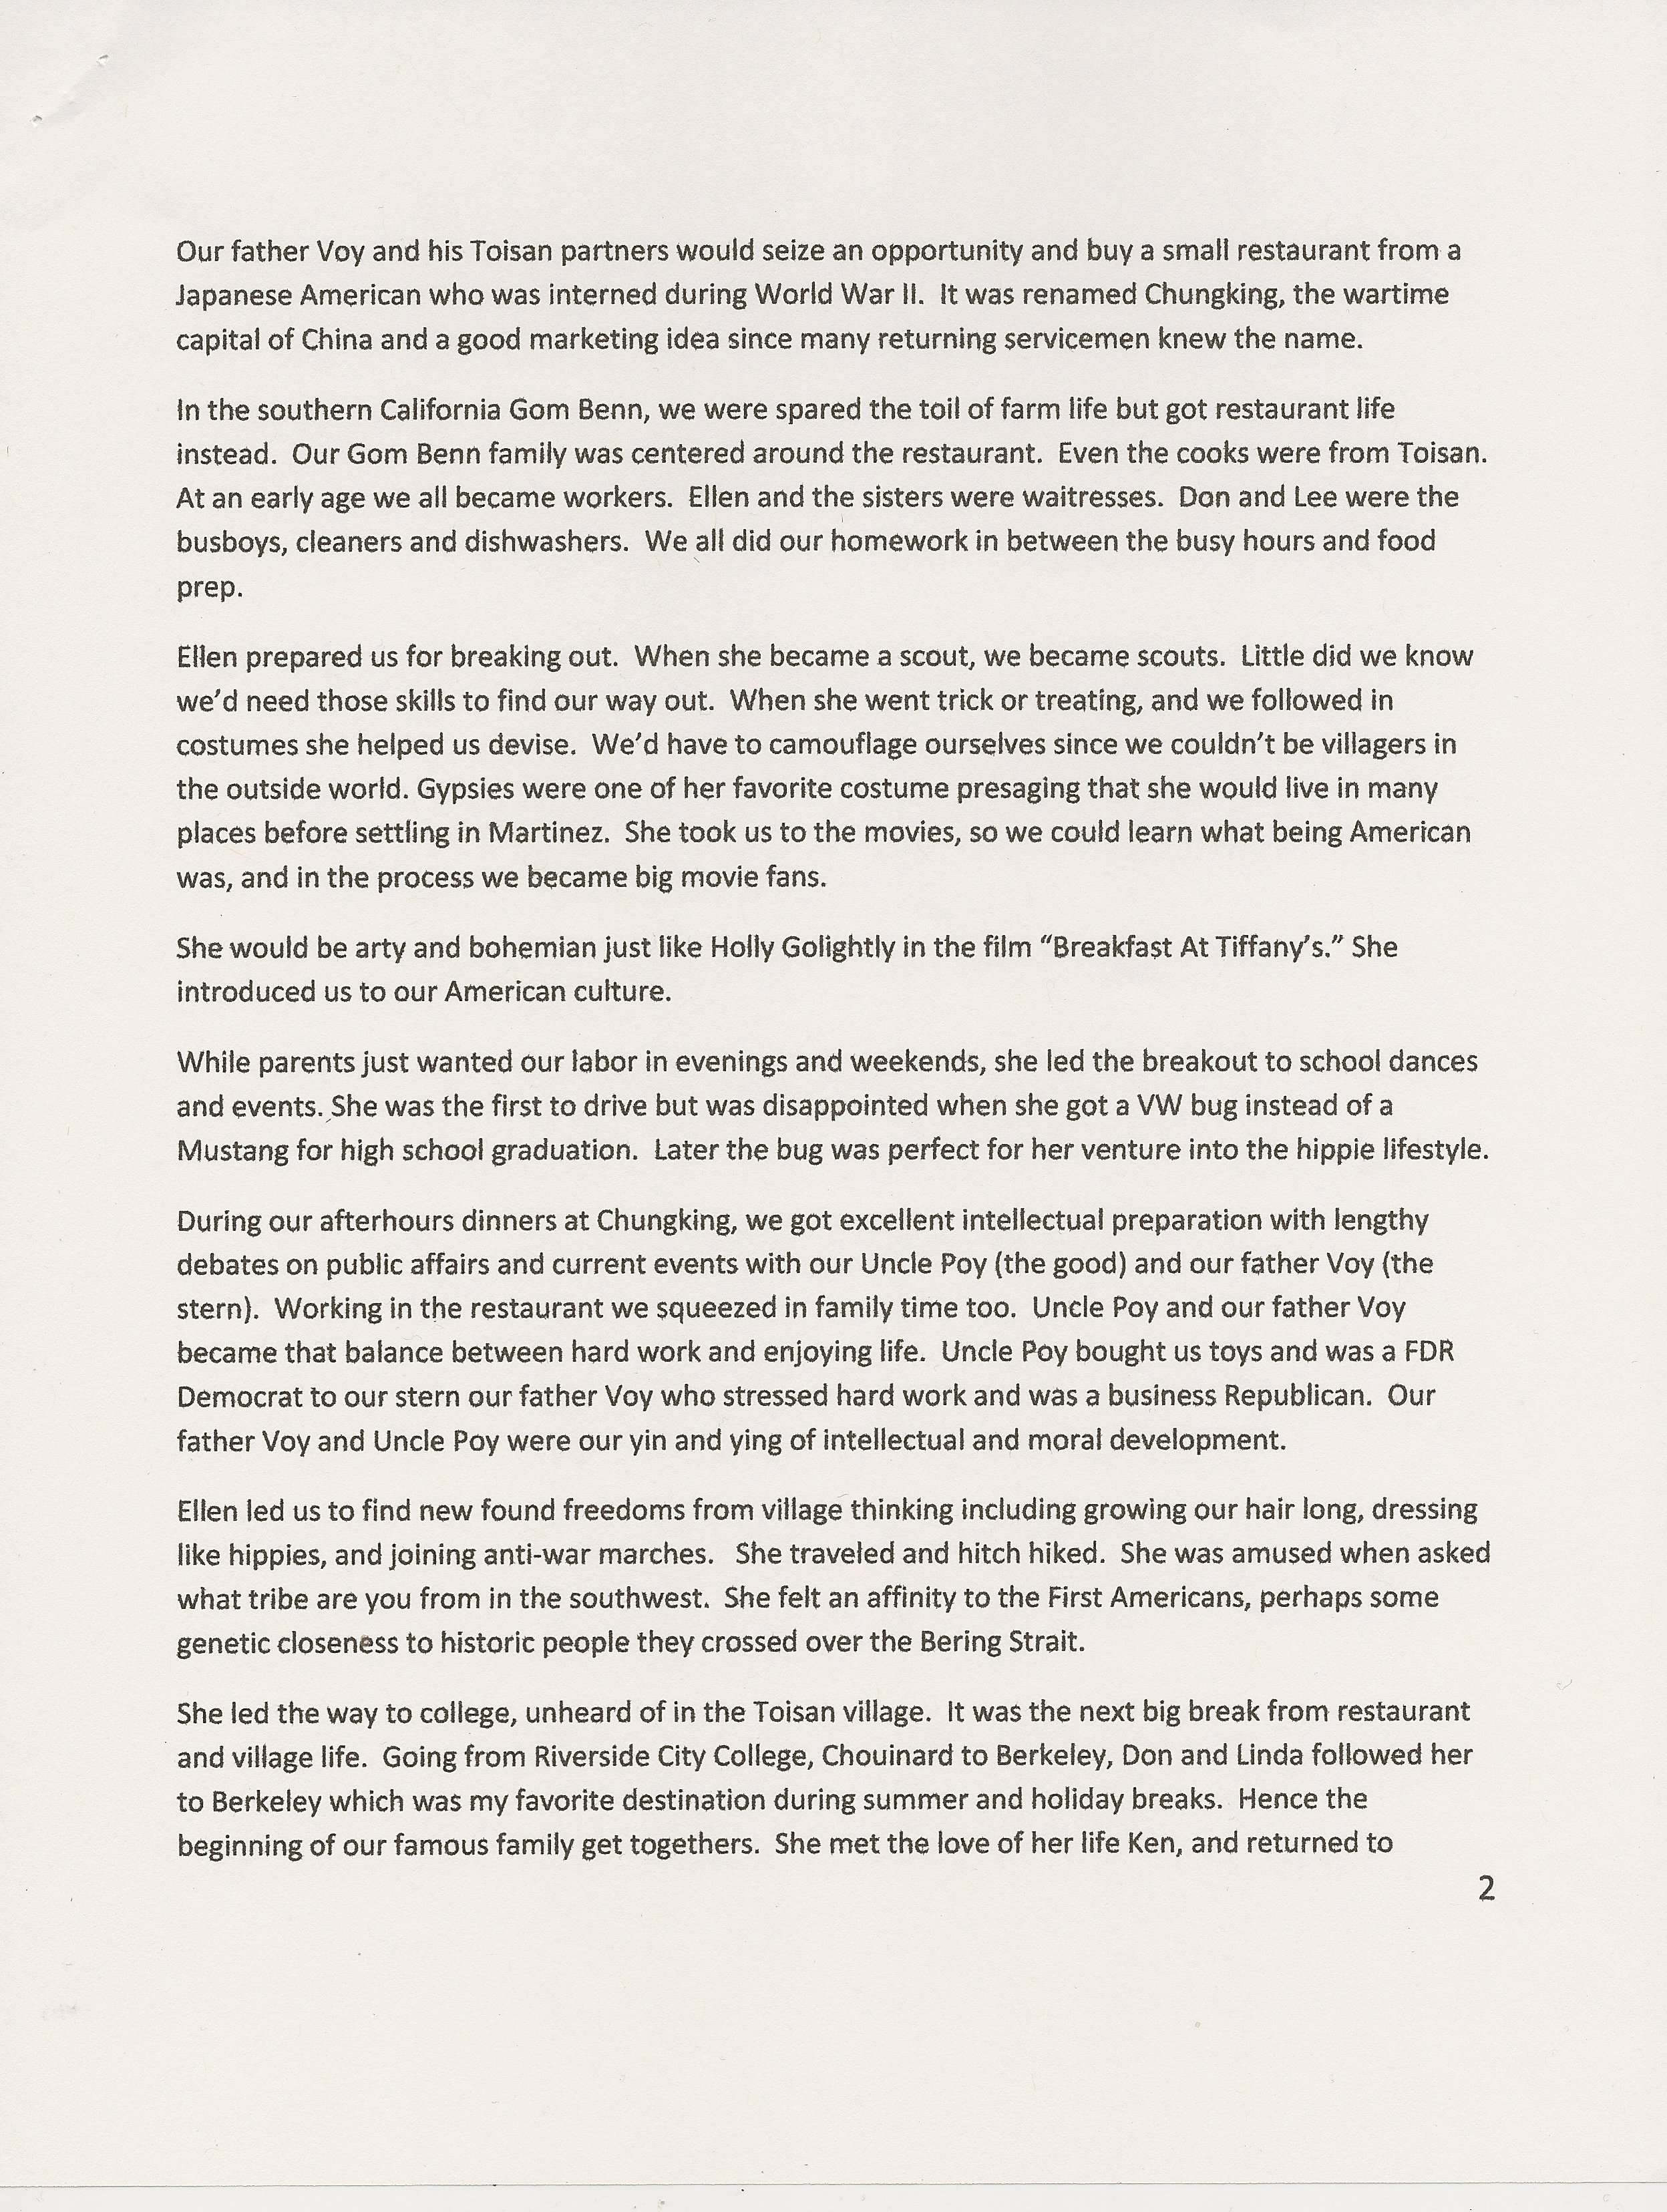 Our father Voy and his Toisan partners would seize an opportunity and buy a small restaurant from a
Japanese American who was interned during World War II.  It was renamed Chungking, the wartime
capital of China and a good marketing idea since many returning servicemen knew the name.
In the southern California Gom Benn, we were spared the toil of farm life but got restaurant life
instead.  Our Gom Benn family was centered around the restaurant.  Even the cooks were from Toisan.
At an early age we all became workers.  Ellen and the sisters were waitresses.  Don and Lee were the
busboys, cleaners and dishwashers.  We all did our homework in between the busy hours and food
prep.
Ellen prepared us for breaking out.  When she became a scout, we became scouts.  Little did we know
we’d need those skills to find our way out.  When she went trick or treating, and we followed in
costumes she helped us devise.  We’d have to camouflage ourselves since we couldn’t be villagers in
the outside world. Gypsies were one of her favorite costume presaging that she would live in many
places before settling in Martinez.  She took us to the movies, so we could learn what being American
was, and in the process we became big movie fans.
She would be arty and bohemian just like Holly Golightly in the film “Breakfast At Tiffany’s.” She
introduced us to our American culture.
While parents just wanted our labor in evenings and weekends, she led the breakout to school dances
and events. She was the first to drive but was disappointed when she got a VW bug instead of a
Mustang for high school graduation.  Later the bug was perfect for her venture into the hippie lifestyle.
During our afterhours dinners at Chungking, we got excellent intellectual preparation with lengthy
debates on public affairs and current events with our Uncle Poy (the good) and our father Voy (the
stern).  Working in the restaurant we squeezed in family time too.  Uncle Poy and our father Voy
became that balance between hard work and enjoying life.  Uncle Poy bought us toys and was a FDR
Democrat to our stern our father Voy who stressed hard work and was a business Republican.  Our
father Voy and Uncle Poy were our yin and ying of intellectual and moral development.
Ellen led us to find new found freedoms from village thinking including growing our hair long, dressing
like hippies, and joining anti-war marches.   She traveled and hitch hiked.  She was amused when asked
what tribe are you from in the southwest.  She felt an affinity to the First Americans, perhaps some
genetic closeness to historic people they crossed over the Bering Strait.
She led the way to college, unheard of in the Toisan village.  It was the next big break from restaurant
and village life.  Going from Riverside City College, Chouinard to Berkeley, Don and Linda followed her
to Berkeley which was my favorite destination during summer and holiday breaks.  Hence the
beginning of our famous family get togethers.  She met the love of her life Ken, and returned to
2